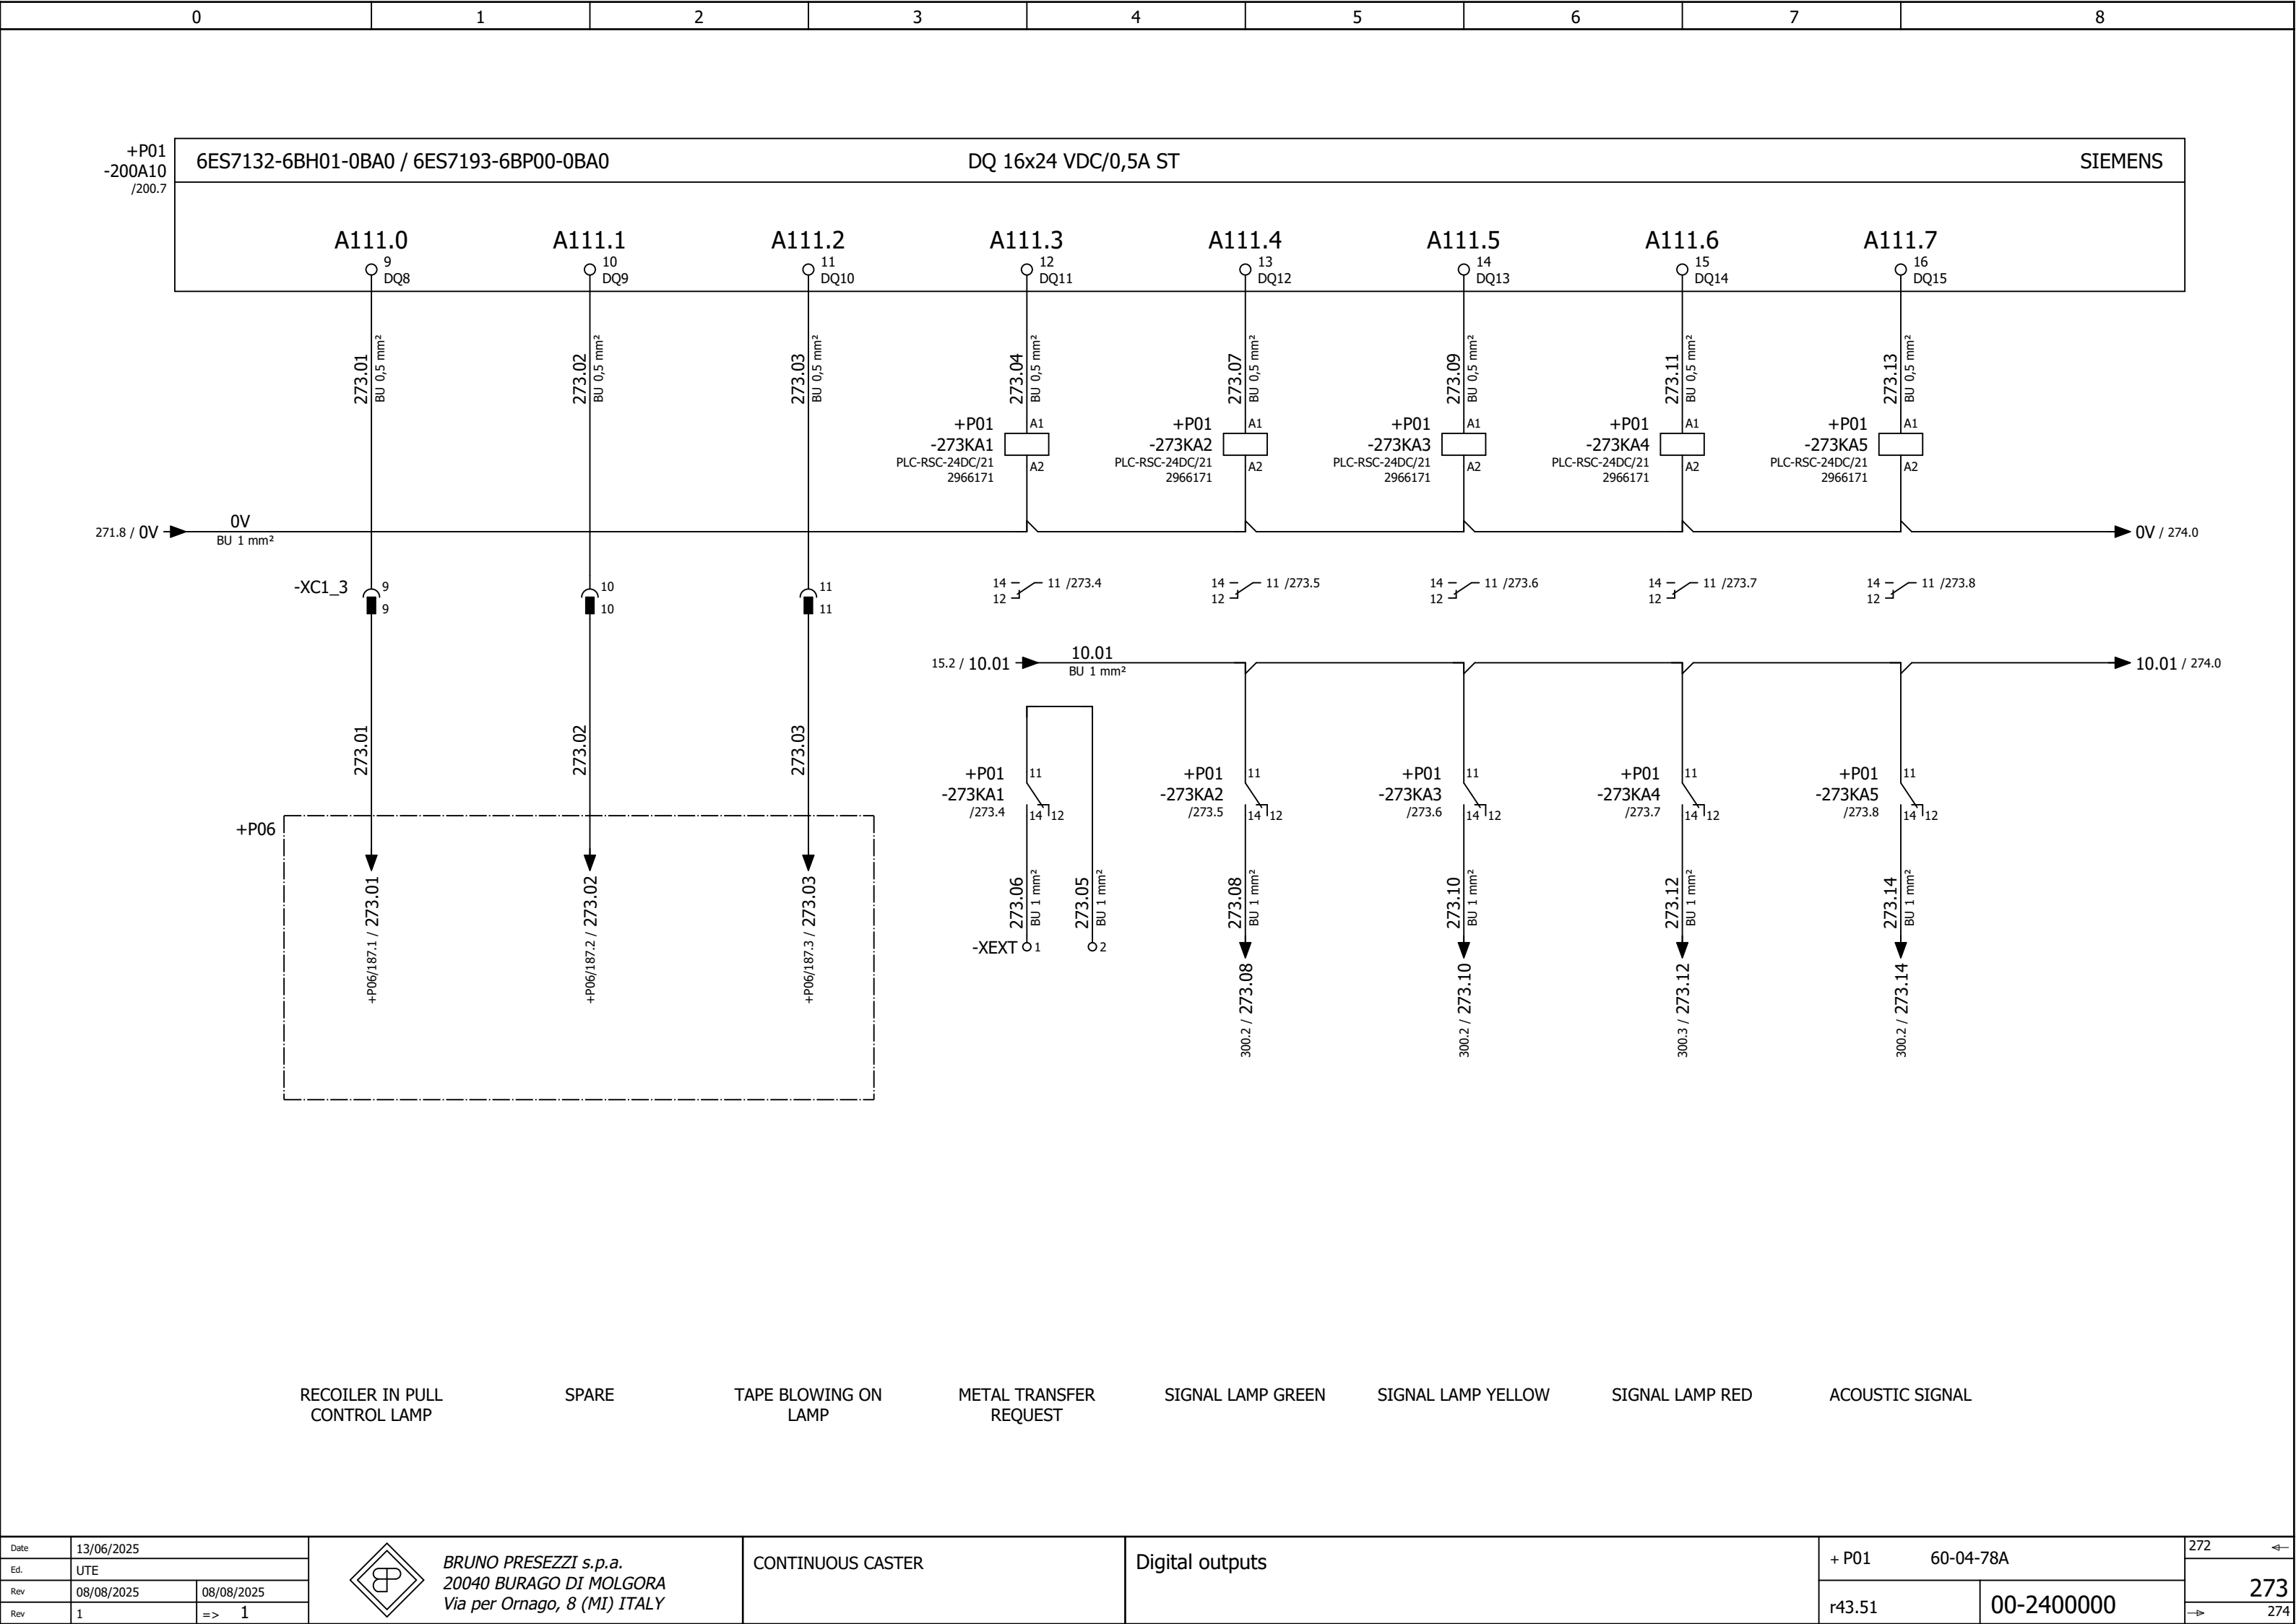 0 1 2 3 4 5 6 7 8
+P01
-200A10
/200.7
6ES7132-6BH01-0BA0 / 6ES7193-6BP00-0BA0 DQ 16x24 VDC/0,5A ST SIEMENS
A111.0 A111.1 A111.2 A111.3 A111.4 A111.5 A111.6 A111.7
9 10 11 12 13 14 15 16
DQ8 DQ9 DQ10 DQ11 DQ12 DQ13 DQ14 DQ15
273.01 273.02 273.03 273.04 273.07 273.09 273.11 273.13
BU 0,5 mm² BU 0,5 mm² BU 0,5 mm² BU 0,5 mm² BU 0,5 mm² BU 0,5 mm² BU 0,5 mm² BU 0,5 mm²
+P01 A1 +P01 A1 +P01 A1 +P01 A1 +P01 A1
-273KA1 -273KA2 -273KA3 -273KA4 -273KA5
PLC-RSC-24DC/21 A2 PLC-RSC-24DC/21 A2 PLC-RSC-24DC/21 A2 PLC-RSC-24DC/21 A2 PLC-RSC-24DC/21 A2
2966171 2966171 2966171 2966171 2966171
271.8 / 0V 0V 0V / 274.0
BU 1 mm²
-XC1_3 9 10 11
9 10 11
14 11 /273.4 14 11 /273.5 14 11 /273.6 14 11 /273.7 14 11 /273.8
12 12 12 12 12
15.2 / 10.01 10.01 10.01 / 274.0
BU 1 mm²
273.01 273.02 273.03
+P01 11 +P01 11 +P01 11 +P01 11 +P01 11
-273KA1 -273KA2 -273KA3 -273KA4 -273KA5
/273.4 14 12 /273.5 14 12 /273.6 14 12 /273.7 14 12 /273.8 14 12
+P06
+P06/187.1 / 273.01 +P06/187.2 / 273.02 +P06/187.3 / 273.03
273.06 273.05 273.08 273.10 273.12 273.14
BU 1 mm² BU 1 mm² BU 1 mm² BU 1 mm² BU 1 mm² BU 1 mm²
-XEXT 1 2
300.2 / 273.08 300.2 / 273.10 300.3 / 273.12 300.2 / 273.14
RECOILER IN PULL SPARE TAPE BLOWING ON METAL TRANSFER SIGNAL LAMP GREEN SIGNAL LAMP YELLOW SIGNAL LAMP RED ACOUSTIC SIGNAL
CONTROL LAMP LAMP REQUEST
Date 13/06/2025
Ed. UTE
Rev 08/08/2025 08/08/2025
Rev 1 => 1
BRUNO PRESEZZI s.p.a.
20040 BURAGO DI MOLGORA
Via per Ornago, 8 (MI) ITALY
CONTINUOUS CASTER
Digital outputs
+ P01 60-04-78A
r43.51 00-2400000
272
273
274